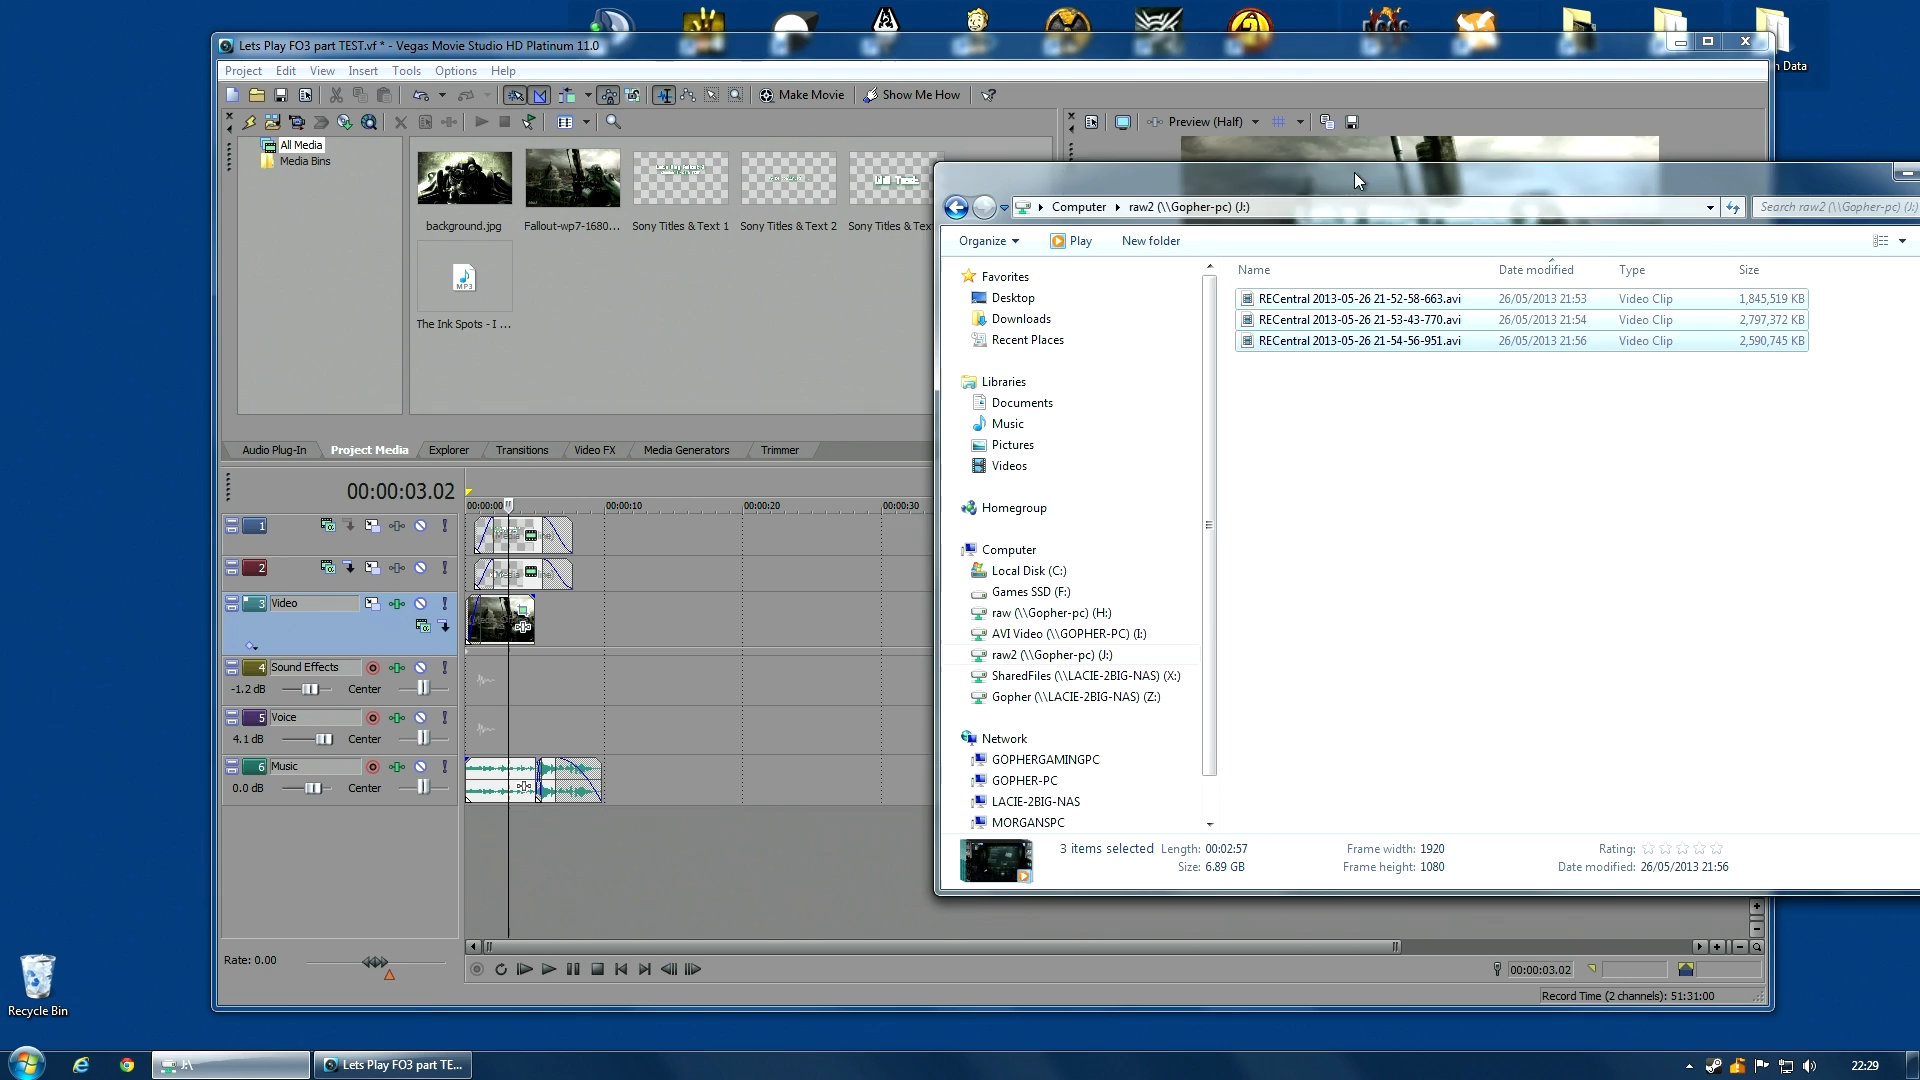 n Data
Lets Play FO3 part TEST.vf * - Vegas Movie Studio HD Platinum 11.0
Project Edit View Insert Tools Options Help
Make Movie Show Me How
Preview (Half)
All Media
Media Bins
background.jpg Fallout-wp7-1680... Sony Titles & Text 1 Sony Titles & Text 2 Sony Titles & Tex
MP3
The Ink Spots - I ...
Audio Plug-In Project Media Explorer Transitions Video FX Media Generators Trimmer
00:00:03.02
00:00:00 00:00:10 00:00:20 00:00:30
1
2
3 Video
4 Sound Effects
-1.2 dB Center
5 Voice
4.1 dB Center
6 Music
0.0 dB Center
Rate: 0.00
00:00:03.02
Record Time (2 channels): 51:31:00
Computer raw2 (\\Gopher-pc) (J:) Search raw2 (\\Gopher-pc) (J:)
Organize Play New folder
Name Date modified Type Size
RECentral 2013-05-26 21-52-58-663.avi 26/05/2013 21:53 Video Clip 1,845,519 KB
RECentral 2013-05-26 21-53-43-770.avi 26/05/2013 21:54 Video Clip 2,797,372 KB
RECentral 2013-05-26 21-54-56-951.avi 26/05/2013 21:56 Video Clip 2,590,745 KB
Favorites
Desktop
Downloads
Recent Places
Libraries
Documents
Music
Pictures
Videos
Homegroup
Computer
Local Disk (C:)
Games SSD (F:)
raw (\\Gopher-pc) (H:)
AVI Video (\\GOPHER-PC) (I:)
raw2 (\\Gopher-pc) (J:)
SharedFiles (\\LACIE-2BIG-NAS) (X:)
Gopher (\\LACIE-2BIG-NAS) (Z:)
Network
GOPHERGAMINGPC
GOPHER-PC
LACIE-2BIG-NAS
MORGANSPC
3 items selected Length: 00:02:57 Frame width: 1920 Rating:
Size: 6.89 GB Frame height: 1080 Date modified: 26/05/2013 21:56
Recycle Bin
J:\
Lets Play FO3 part TE...
22:29